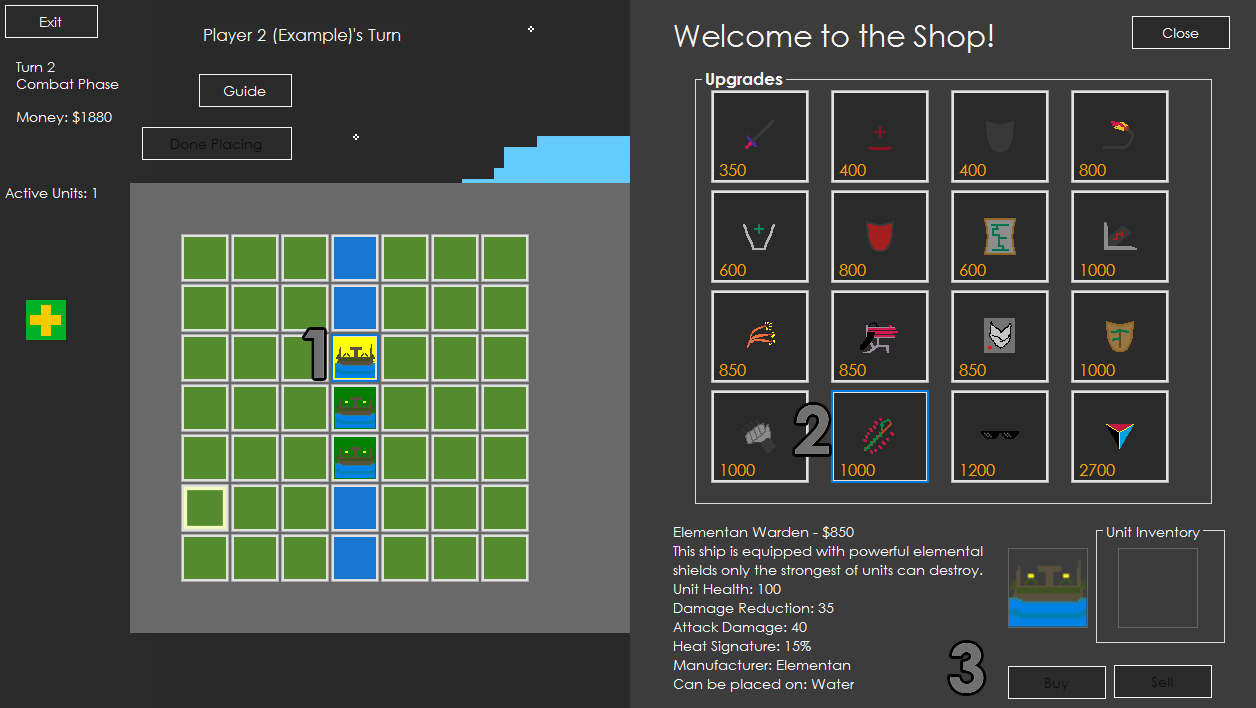 Exit
Player 2 (Example)'s Turn
Turn 2
Combat Phase
Guide
Money: $1880
Done Placing
Active Units: 1
1
Welcome to the Shop!
Close
Upgrades
350
400
400
800
600
800
600
1000
850
850
850
1000
2
1000
1000
1200
2700
Elementan Warden - $850
This ship is equipped with powerful elemental
shields only the strongest of units can destroy.
Unit Health: 100
Damage Reduction: 35
Attack Damage: 40
Heat Signature: 15%
Manufacturer: Elementan
Can be placed on: Water
Unit Inventory
3
Buy
Sell